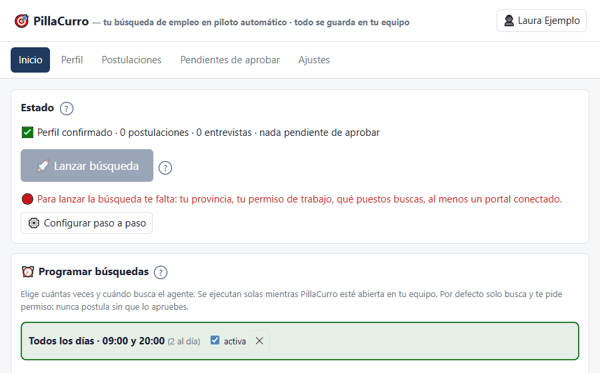 PillaCurro — tu búsqueda de empleo en piloto automático · todo se guarda en tu equipo
Laura Ejemplo
Inicio Perfil Postulaciones Pendientes de aprobar Ajustes
Estado ?
Perfil confirmado · 0 postulaciones · 0 entrevistas · nada pendiente de aprobar
Lanzar búsqueda ?
Para lanzar la búsqueda te falta: tu provincia, tu permiso de trabajo, qué puestos buscas, al menos un portal conectado.
Configurar paso a paso
Programar búsquedas ?
Elige cuántas veces y cuándo busca el agente. Se ejecutan solas mientras PillaCurro esté abierta en tu equipo. Por defecto solo busca y te pide
permiso: nunca postula sin que lo apruebes.
Todos los días · 09:00 y 20:00 (2 al día) activa